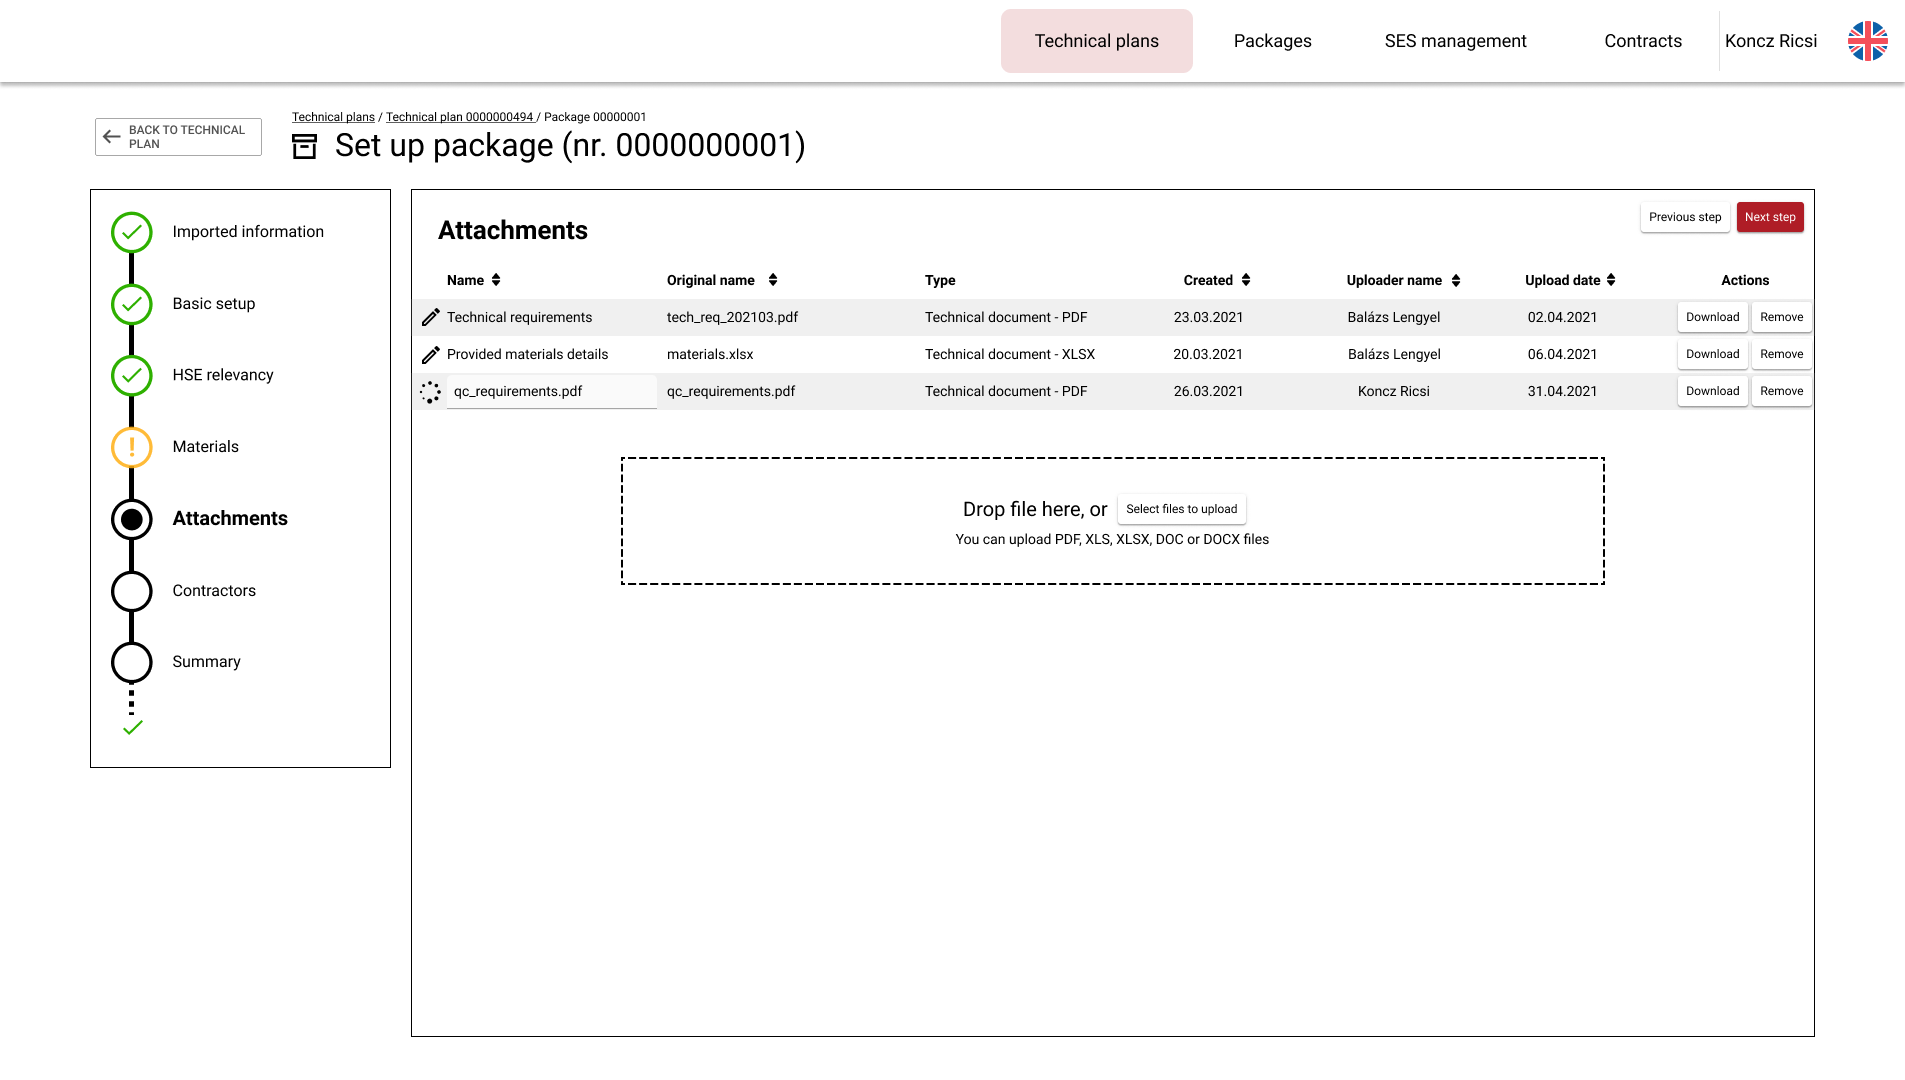 Technical plans
Packages
SES management
Contracts
Koncz Ricsi
BACK TO TECHNICAL
PLAN
Technical plans / Technical plan 0000000494 / Package 00000001
Set up package (nr. 0000000001)
Imported information
Basic setup
HSE relevancy
Materials
Attachments
Contractors
Summary
Attachments
Previous step
Next step
Name Original name Type Created Uploader name Upload date Actions
Technical requirements tech_req_202103.pdf Technical document - PDF 23.03.2021 Balázs Lengyel 02.04.2021 Download Remove
Provided materials details materials.xlsx Technical document - XLSX 20.03.2021 Balázs Lengyel 06.04.2021 Download Remove
qc_requirements.pdf qc_requirements.pdf Technical document - PDF 26.03.2021 Koncz Ricsi 31.04.2021 Download Remove
Drop file here, or Select files to upload
You can upload PDF, XLS, XLSX, DOC or DOCX files